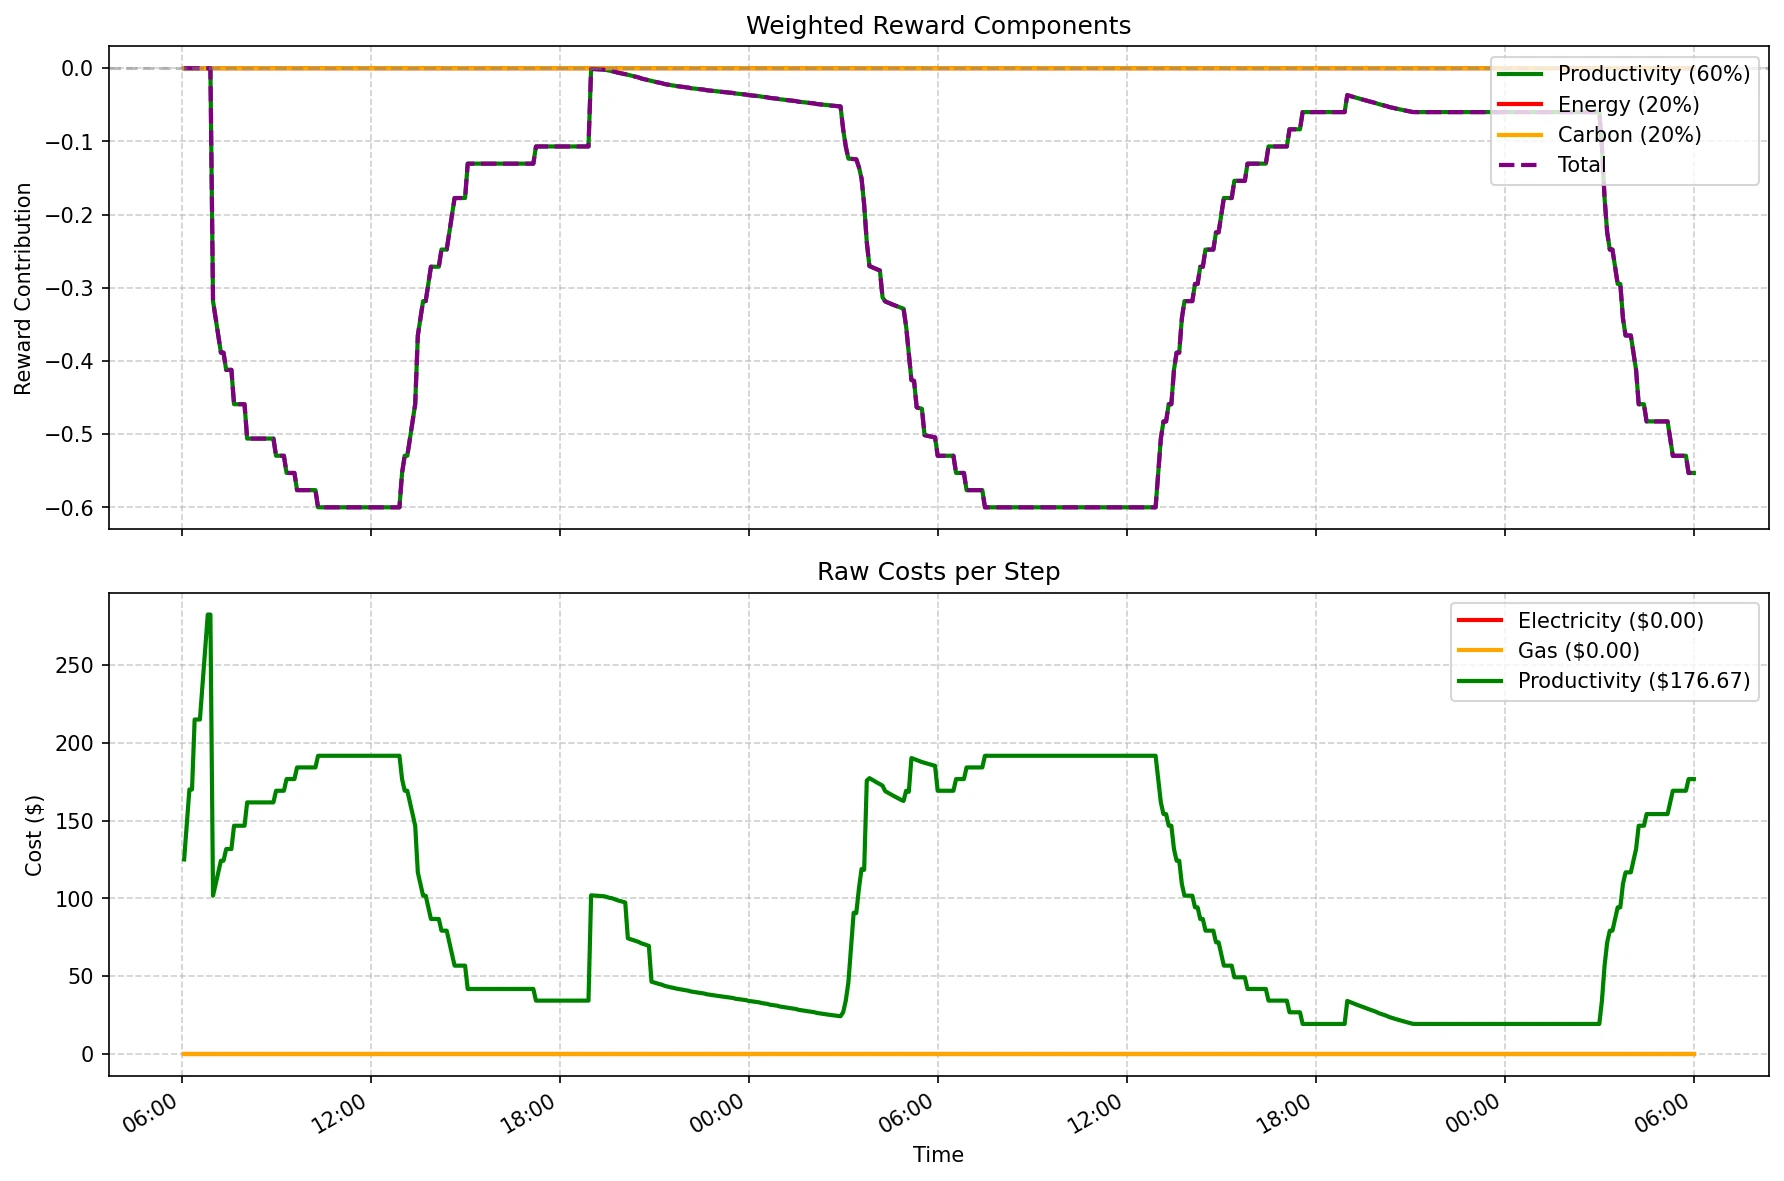 Weighted Reward Components
Reward Contribution
0.0
−0.1
−0.2
−0.3
−0.4
−0.5
−0.6
Productivity (60%)
Energy (20%)
Carbon (20%)
Total
Raw Costs per Step
Cost ($)
250
200
150
100
50
0
Electricity ($0.00)
Gas ($0.00)
Productivity ($176.67)
06:00
12:00
18:00
00:00
06:00
12:00
18:00
00:00
06:00
Time